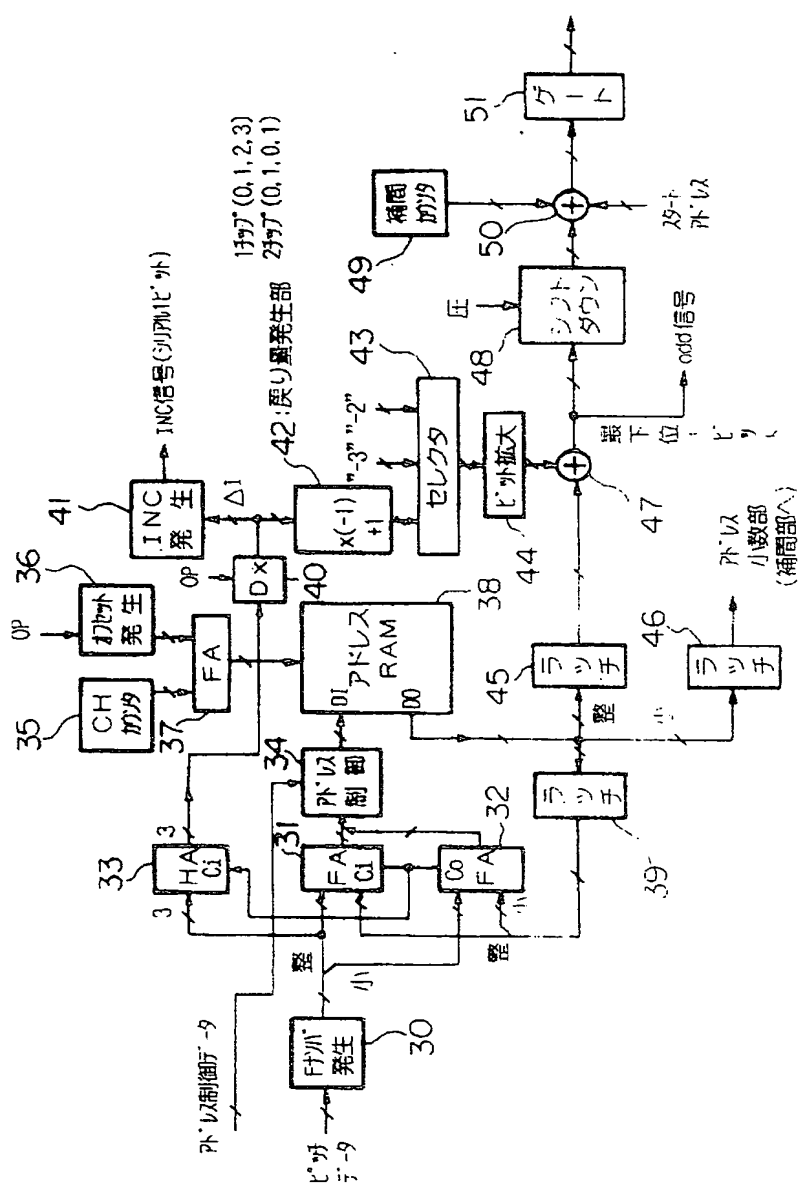 ピッチ
データ
30
Fナンバ
発生
整
小
アドレス制御データ
33
3
HA
Ci
3
31
FA
Ci
32
Co
FA
整
小
34
アドレス
制御
35
CH
カウンタ
OP
36
オフセット
発生
37
FA
38
アドレス
RAM
DI
DO
39
ラッチ
OP
Dx
40
41
INC
発生
INC信号(シリアル1ビット)
Δ1
42:戻り量発生部
1チップ(0,1,2,3)
2チップ(0,1,0,1)
x(-1)
+1
"-3" "-2"
43
セレクタ
44
ビット拡大
45
ラッチ
整
小
46
ラッチ
アドレス
小数部
(補間部へ)
47
最下位1ビット
odd信号
圧
48
シフト
ダウン
49
補間
カウンタ
50
スタート
アドレス
51
ゲート